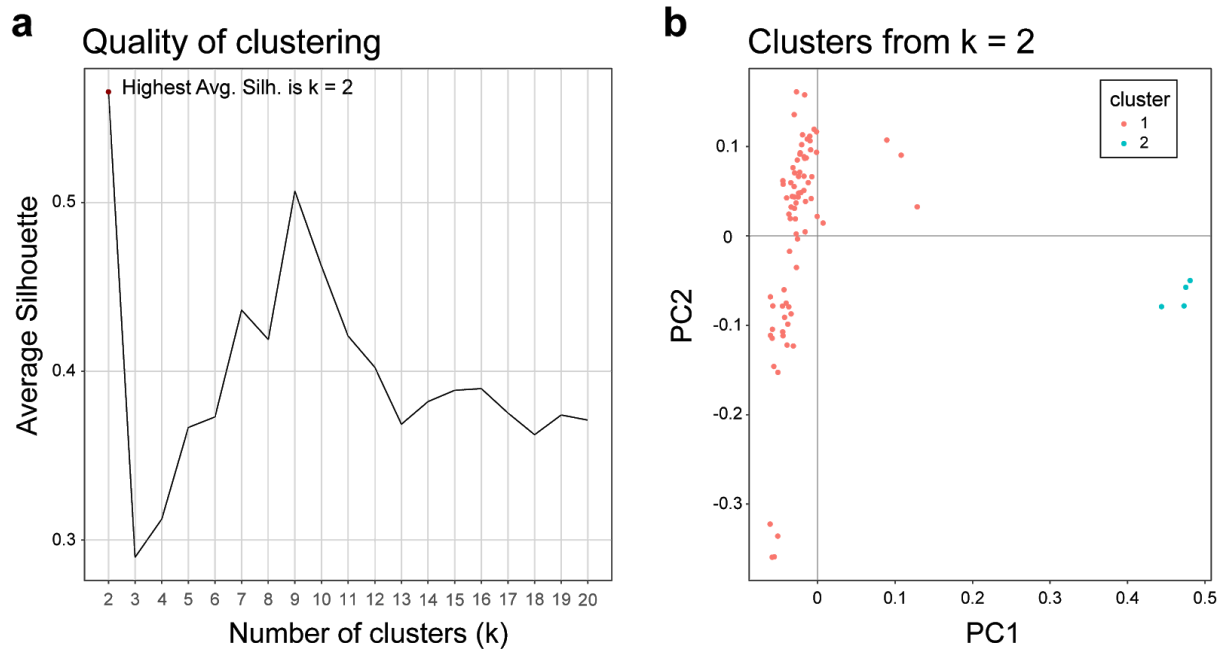 a
Quality of clustering
Highest Avg. Silh. is k = 2
0.5
0.4
0.3
Average Silhouette
2 3 4 5 6 7 8 9 10 11 12 13 14 15 16 17 18 19 20
Number of clusters (k)
b
Clusters from k = 2
cluster
1
2
0.1
0
-0.1
-0.2
-0.3
PC2
0 0.1 0.2 0.3 0.4 0.5
PC1